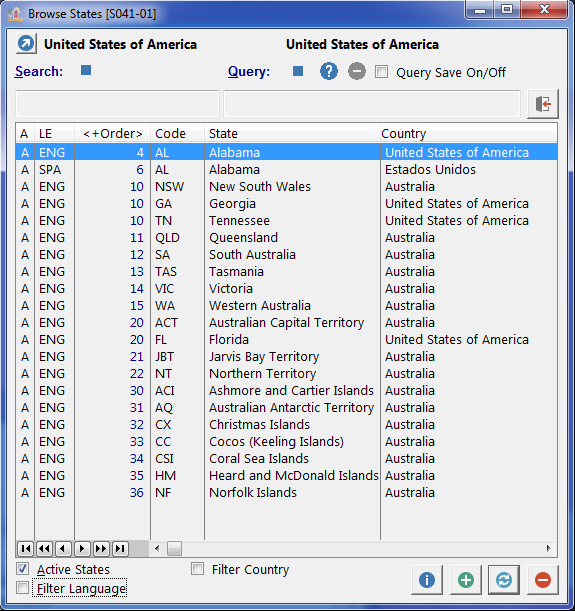 Browse States [S041-01]
United States of America United States of America
Search: Query: ? Query Save On/Off
A LE <+Order> Code State Country
A ENG 4 AL Alabama United States of America
A SPA 6 AL Alabama Estados Unidos
A ENG 10 NSW New South Wales Australia
A ENG 10 GA Georgia United States of America
A ENG 10 TN Tennessee United States of America
A ENG 11 QLD Queensland Australia
A ENG 12 SA South Australia Australia
A ENG 13 TAS Tasmania Australia
A ENG 14 VIC Victoria Australia
A ENG 15 WA Western Australia Australia
A ENG 20 ACT Australian Capital Territory Australia
A ENG 20 FL Florida United States of America
A ENG 21 JBT Jarvis Bay Territory Australia
A ENG 22 NT Northern Territory Australia
A ENG 30 ACI Ashmore and Cartier Islands Australia
A ENG 31 AQ Australian Antarctic Territory Australia
A ENG 32 CX Christmas Islands Australia
A ENG 33 CC Cocos (Keeling Islands) Australia
A ENG 34 CSI Coral Sea Islands Australia
A ENG 35 HM Heard and McDonald Islands Australia
A ENG 36 NF Norfolk Islands Australia
Active States Filter Country
Filter Language